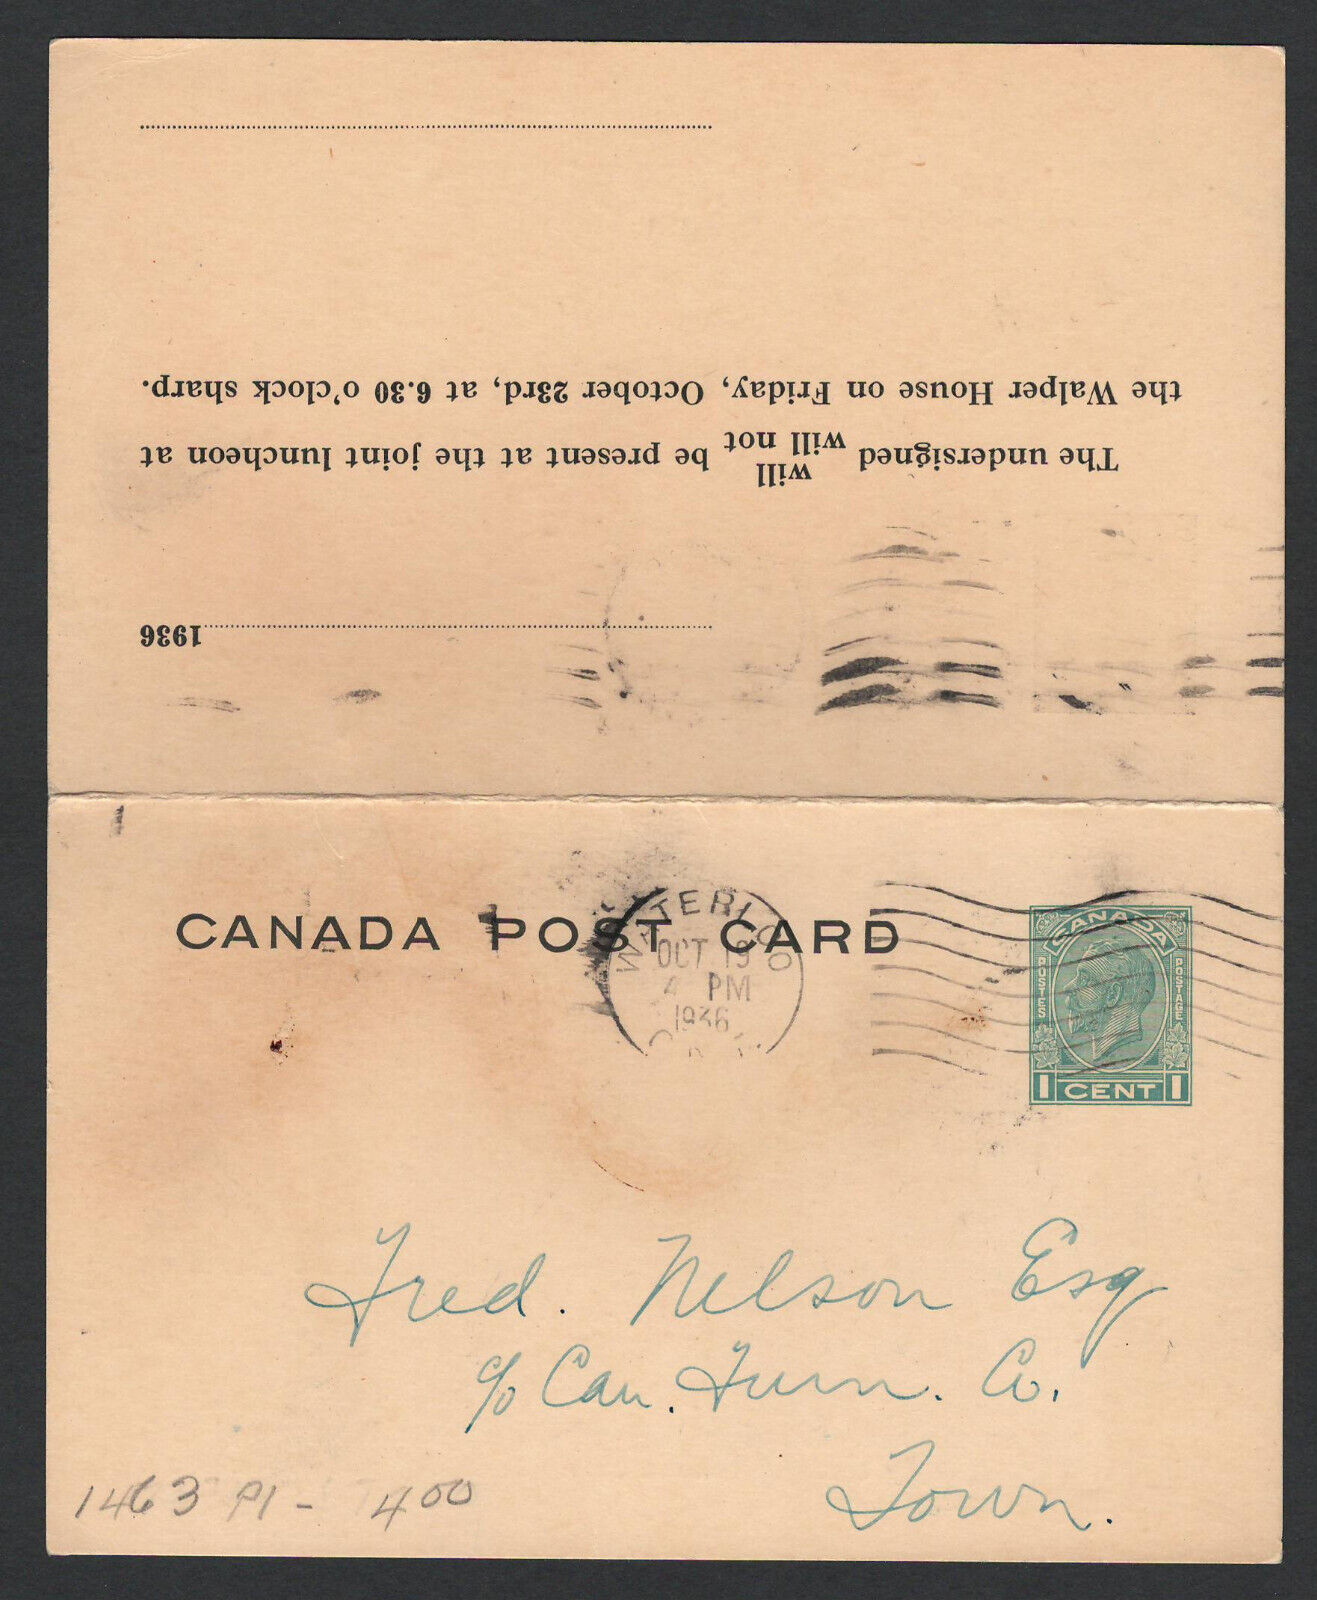 1936
The undersigned will will not be present at the joint luncheon at
the Walper House on Friday, October 23rd, at 6.30 o'clock sharp.
CANADA POST CARD
WATERLOO
OCT 19
4 PM
1936
CANADA
POSTES POSTAGE
1 CENT 1
Fred. Nelson Esq
c/o Can. Furn. Co.
Town.
1463 P1 - 400